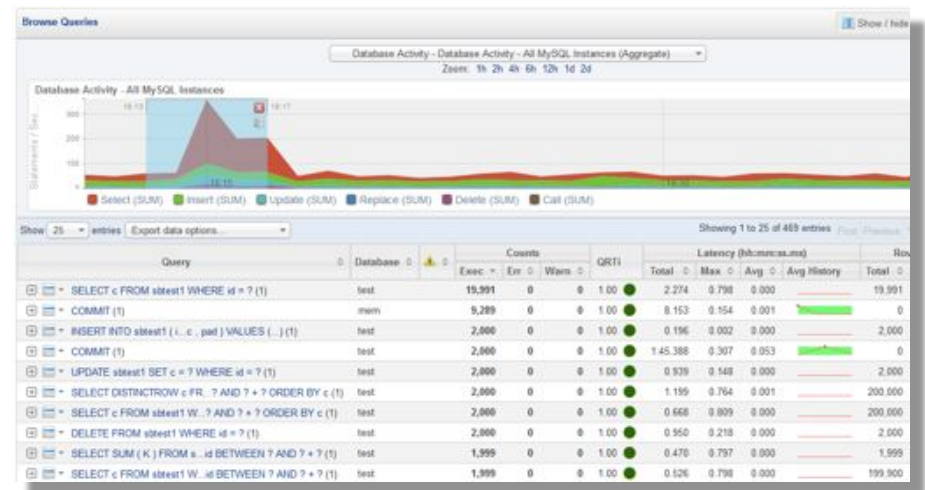 Browse Queries
Show / hide
Database Activity - Database Activity - All MySQL Instances (Aggregate)
Zoom: 1h 2h 4h 6h 12h 1d 2d
Database Activity - All MySQL Instances
Statements / Sec
300
200
100
0
Select (SUM) Insert (SUM) Update (SUM) Replace (SUM) Delete (SUM) Call (SUM)
Show 25 entries Export data options... Showing 1 to 25 of 469 entries First Previous
Query Database Counts QRTi Latency (hh:mm:ss.ms) Row
Exec Err Warn Total Max Avg Avg History Total
SELECT c FROM sbtest1 WHERE id = ? (1) test 19,991 0 0 1.00 2.274 0.798 0.000 19,991
COMMIT (1) mem 9,289 0 0 1.00 8.153 0.154 0.001 0
INSERT INTO sbtest1 ( i...c , pad ) VALUES (...) (1) test 2,000 0 0 1.00 0.196 0.002 0.000 2,000
COMMIT (1) test 2,000 0 0 1.00 1:45.388 0.307 0.053 0
UPDATE sbtest1 SET c = ? WHERE id = ? (1) test 2,000 0 0 1.00 0.939 0.148 0.000 2,000
SELECT DISTINCTROW c FR... ? AND ? + ? ORDER BY c (1) test 2,000 0 0 1.00 1.199 0.764 0.001 200,000
SELECT c FROM sbtest1 W...? AND ? + ? ORDER BY c (1) test 2,000 0 0 1.00 0.668 0.809 0.000 200,000
DELETE FROM sbtest1 WHERE id = ? (1) test 2,000 0 0 1.00 0.950 0.218 0.000 2,000
SELECT SUM ( K ) FROM s...id BETWEEN ? AND ? + ? (1) test 1,999 0 0 1.00 0.470 0.797 0.000 1,999
SELECT c FROM sbtest1 W...id BETWEEN ? AND ? + ? (1) test 1,999 0 0 1.00 0.526 0.798 0.000 199,900